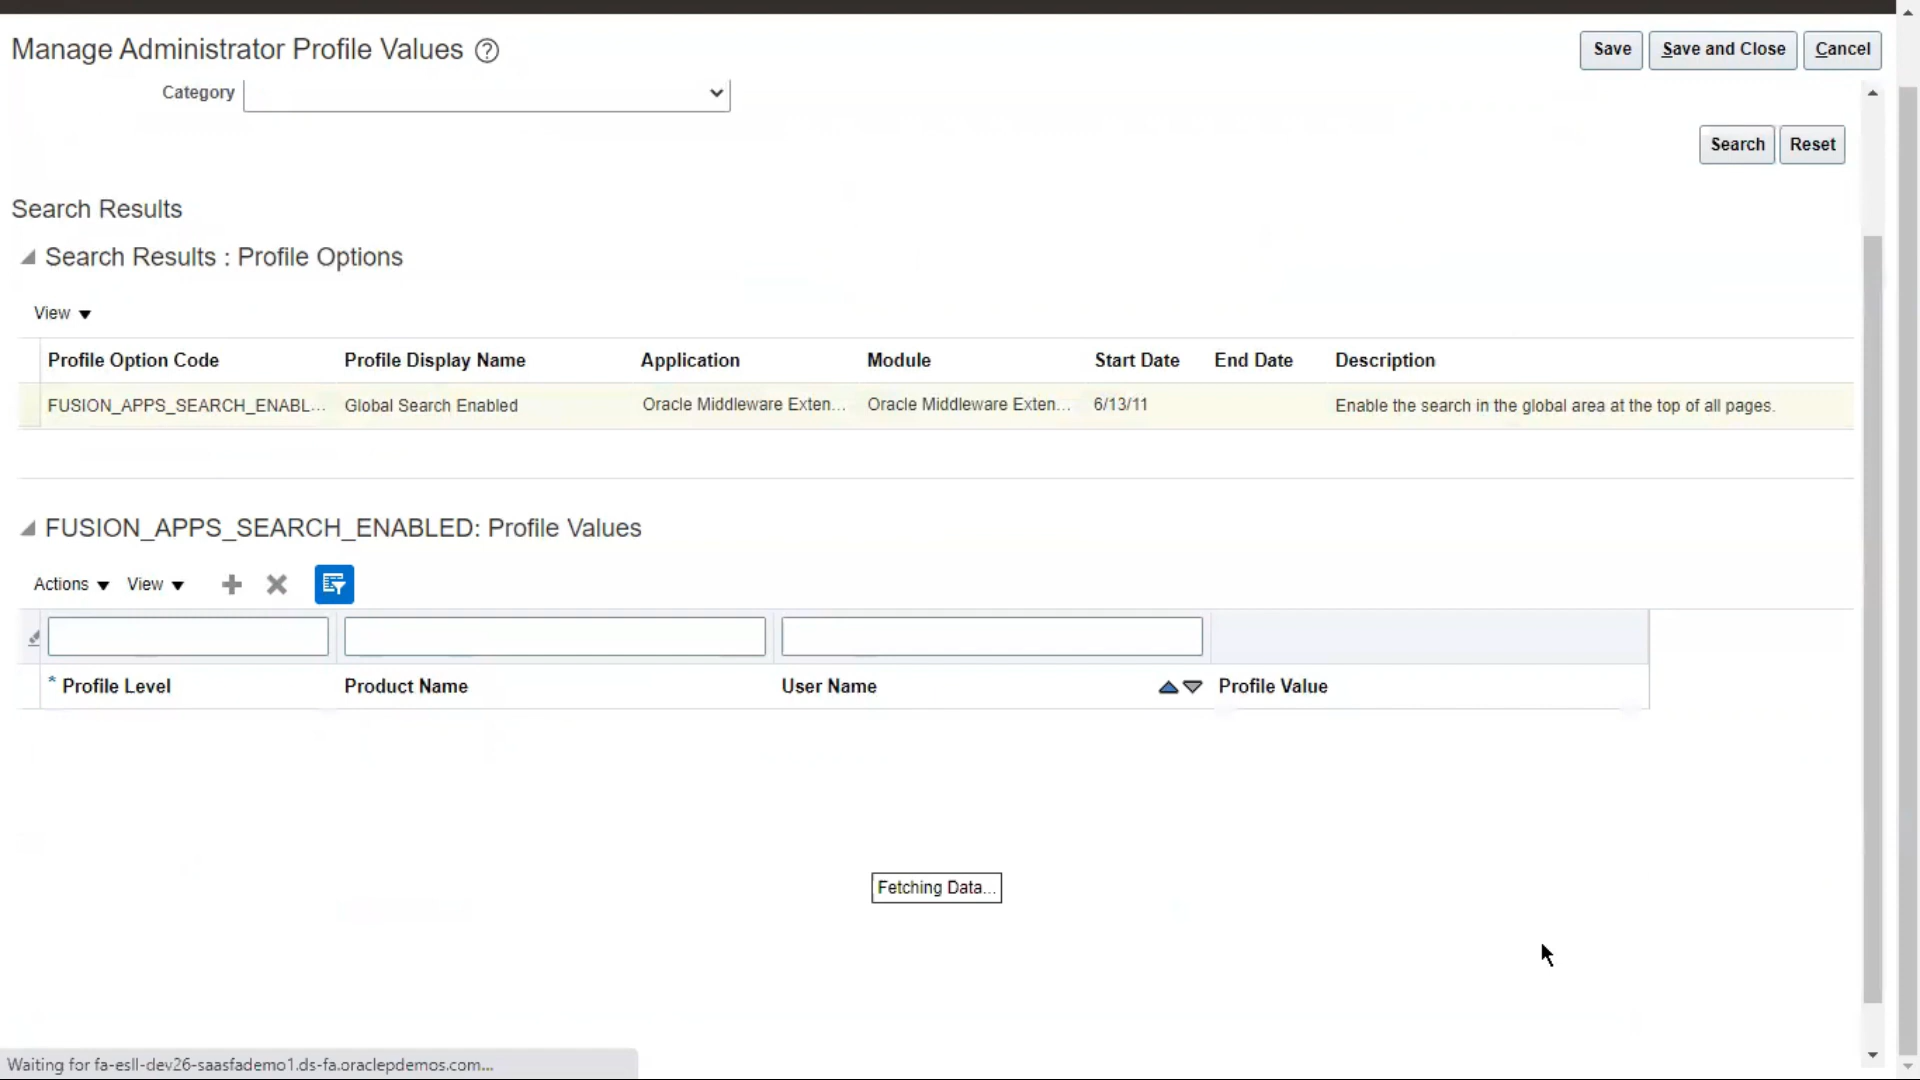 Manage Administrator Profile Values ?
Save Save and Close Cancel
Category
Search Reset
Search Results
Search Results : Profile Options
View
Profile Option Code Profile Display Name Application Module Start Date End Date Description
FUSION_APPS_SEARCH_ENABL... Global Search Enabled Oracle Middleware Exten... Oracle Middleware Exten... 6/13/11 Enable the search in the global area at the top of all pages.
FUSION_APPS_SEARCH_ENABLED: Profile Values
Actions View
* Profile Level Product Name User Name Profile Value
Fetching Data...
Waiting for fa-esll-dev26-saasfademo1.ds-fa.oraclepdemos.com...